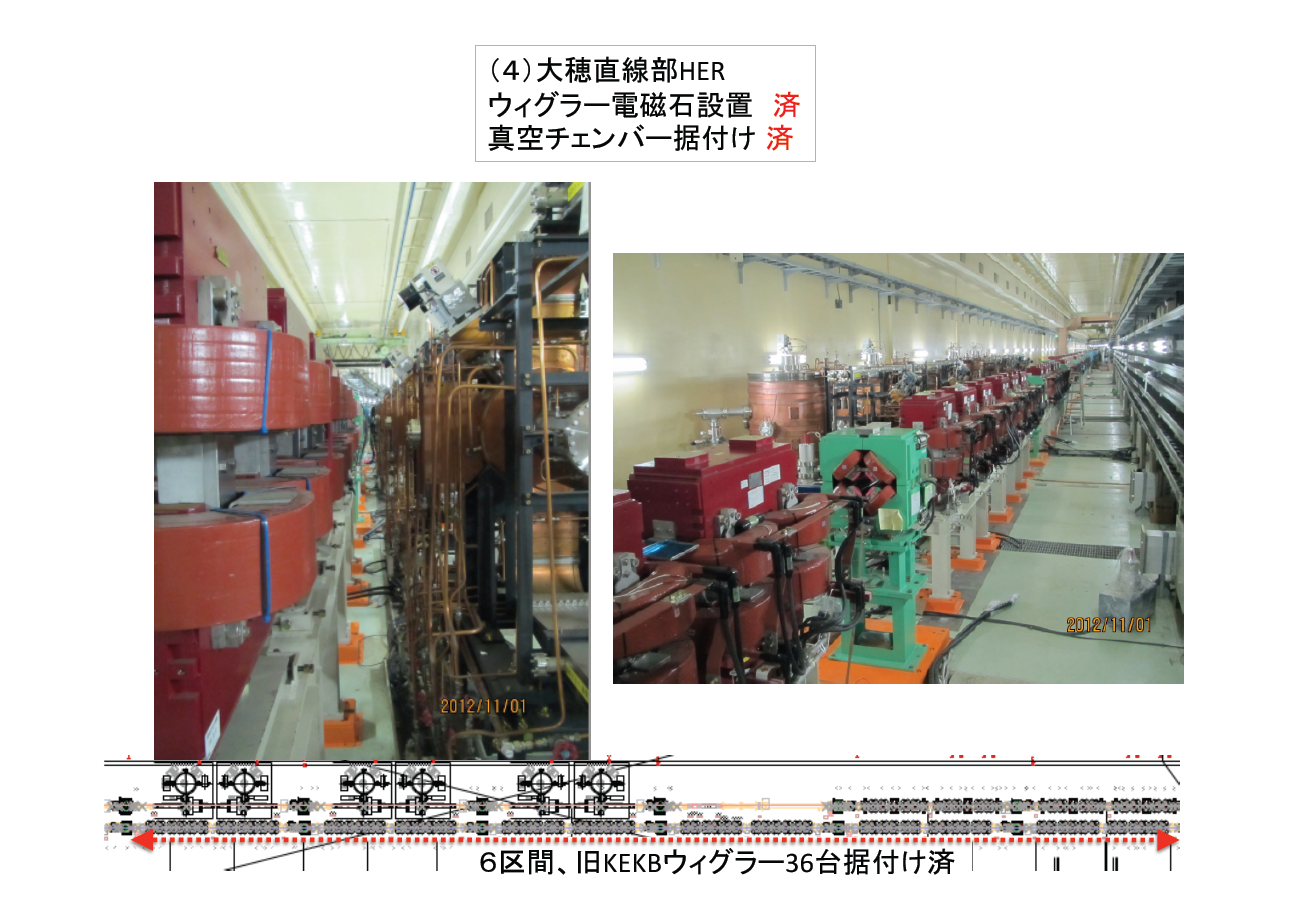 （４）大穂直線部HER
ウィグラー電磁石設置　済
真空チェンバー据付け 済
2012/11/01
2012/11/01
６区間、旧KEKBウィグラー36台据付け済